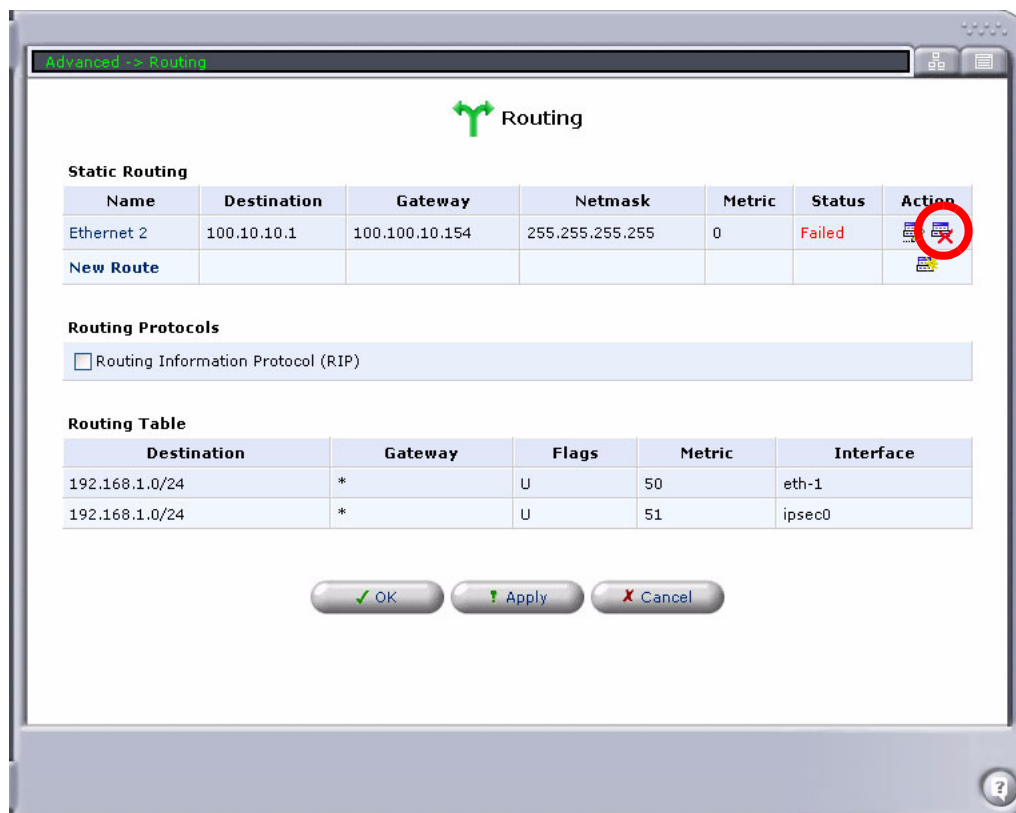 Advanced -> Routing
Routing
Static Routing
Name Destination Gateway Netmask Metric Status Action
Ethernet 2 100.10.10.1 100.100.10.154 255.255.255.255 0 Failed
New Route
Routing Protocols
Routing Information Protocol (RIP)
Routing Table
Destination Gateway Flags Metric Interface
192.168.1.0/24 * U 50 eth-1
192.168.1.0/24 * U 51 ipsec0
OK Apply Cancel
?